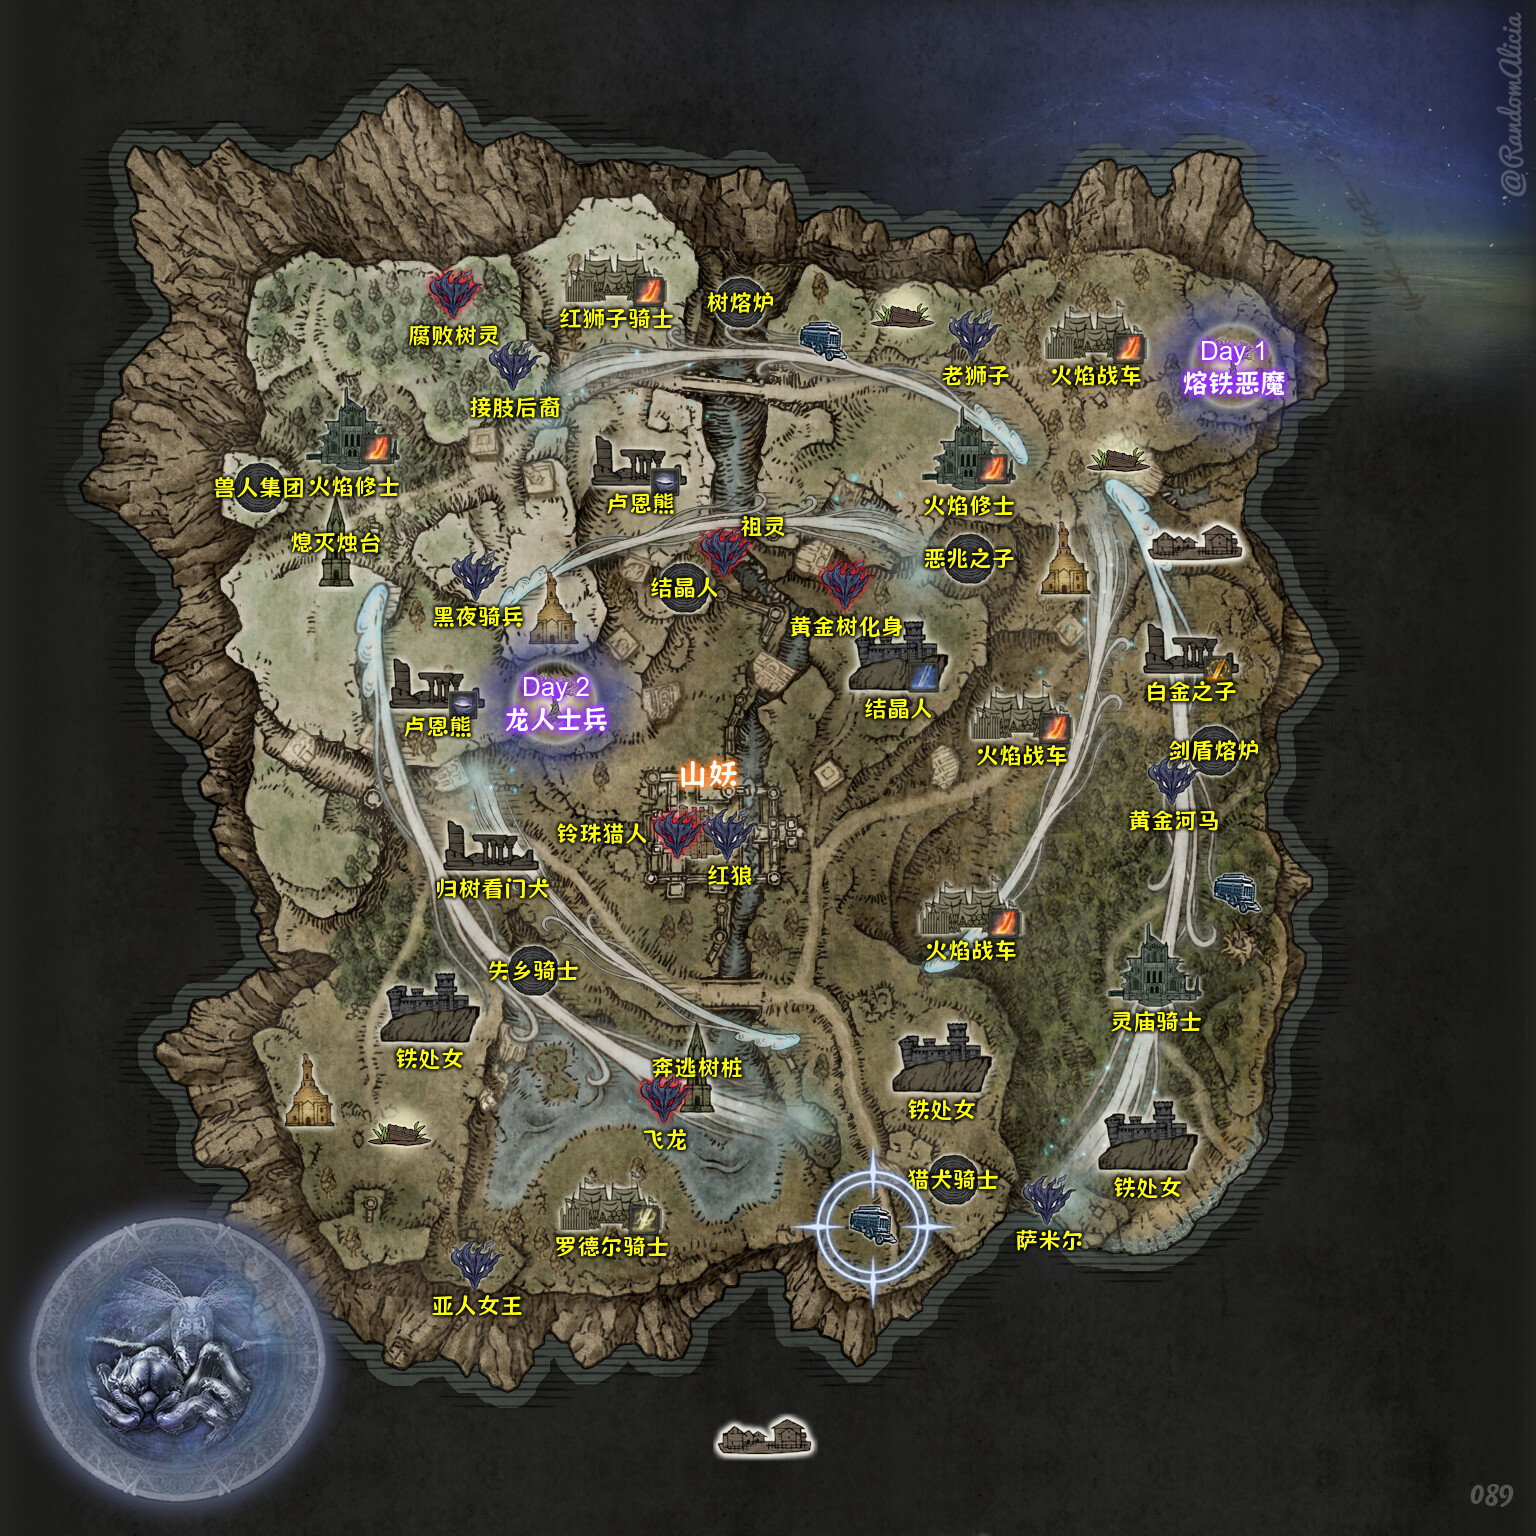 @RandomAlicia
树熔炉
红狮子骑士
腐败树灵
Day 1
熔铁恶魔
老狮子
火焰战车
接肢后裔
兽人集团
火焰修士
卢恩熊
火焰修士
祖灵
熄灭烛台
恶兆之子
结晶人
黑夜骑兵
黄金树化身
Day 2
龙人士兵
白金之子
结晶人
卢恩熊
火焰战车
剑盾熔炉
山妖
黄金河马
铃珠猎人
红狼
归树看门犬
火焰战车
失乡骑士
灵庙骑士
铁处女
奔逃树桩
铁处女
飞龙
猎犬骑士
铁处女
萨米尔
罗德尔骑士
亚人女王
089